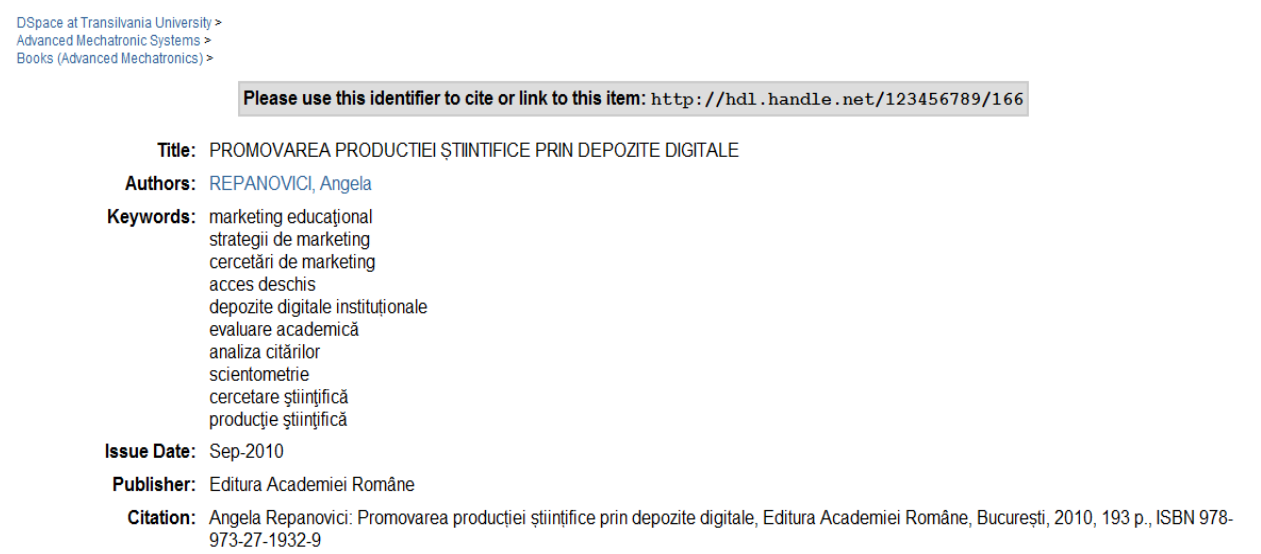 DSpace at Transilvania University >
Advanced Mechatronic Systems >
Books (Advanced Mechatronics) >
Please use this identifier to cite or link to this item: http://hdl.handle.net/123456789/166
Title: PROMOVAREA PRODUCTIEI ȘTIINTIFICE PRIN DEPOZITE DIGITALE
Authors: REPANOVICI, Angela
Keywords: marketing educaţional
strategii de marketing
cercetări de marketing
acces deschis
depozite digitale instituționale
evaluare academică
analiza citărilor
scientometrie
cercetare ştiinţifică
producţie ştiinţifică
Issue Date: Sep-2010
Publisher: Editura Academiei Române
Citation: Angela Repanovici: Promovarea producției științifice prin depozite digitale, Editura Academiei Române, București, 2010, 193 p., ISBN 978-
973-27-1932-9